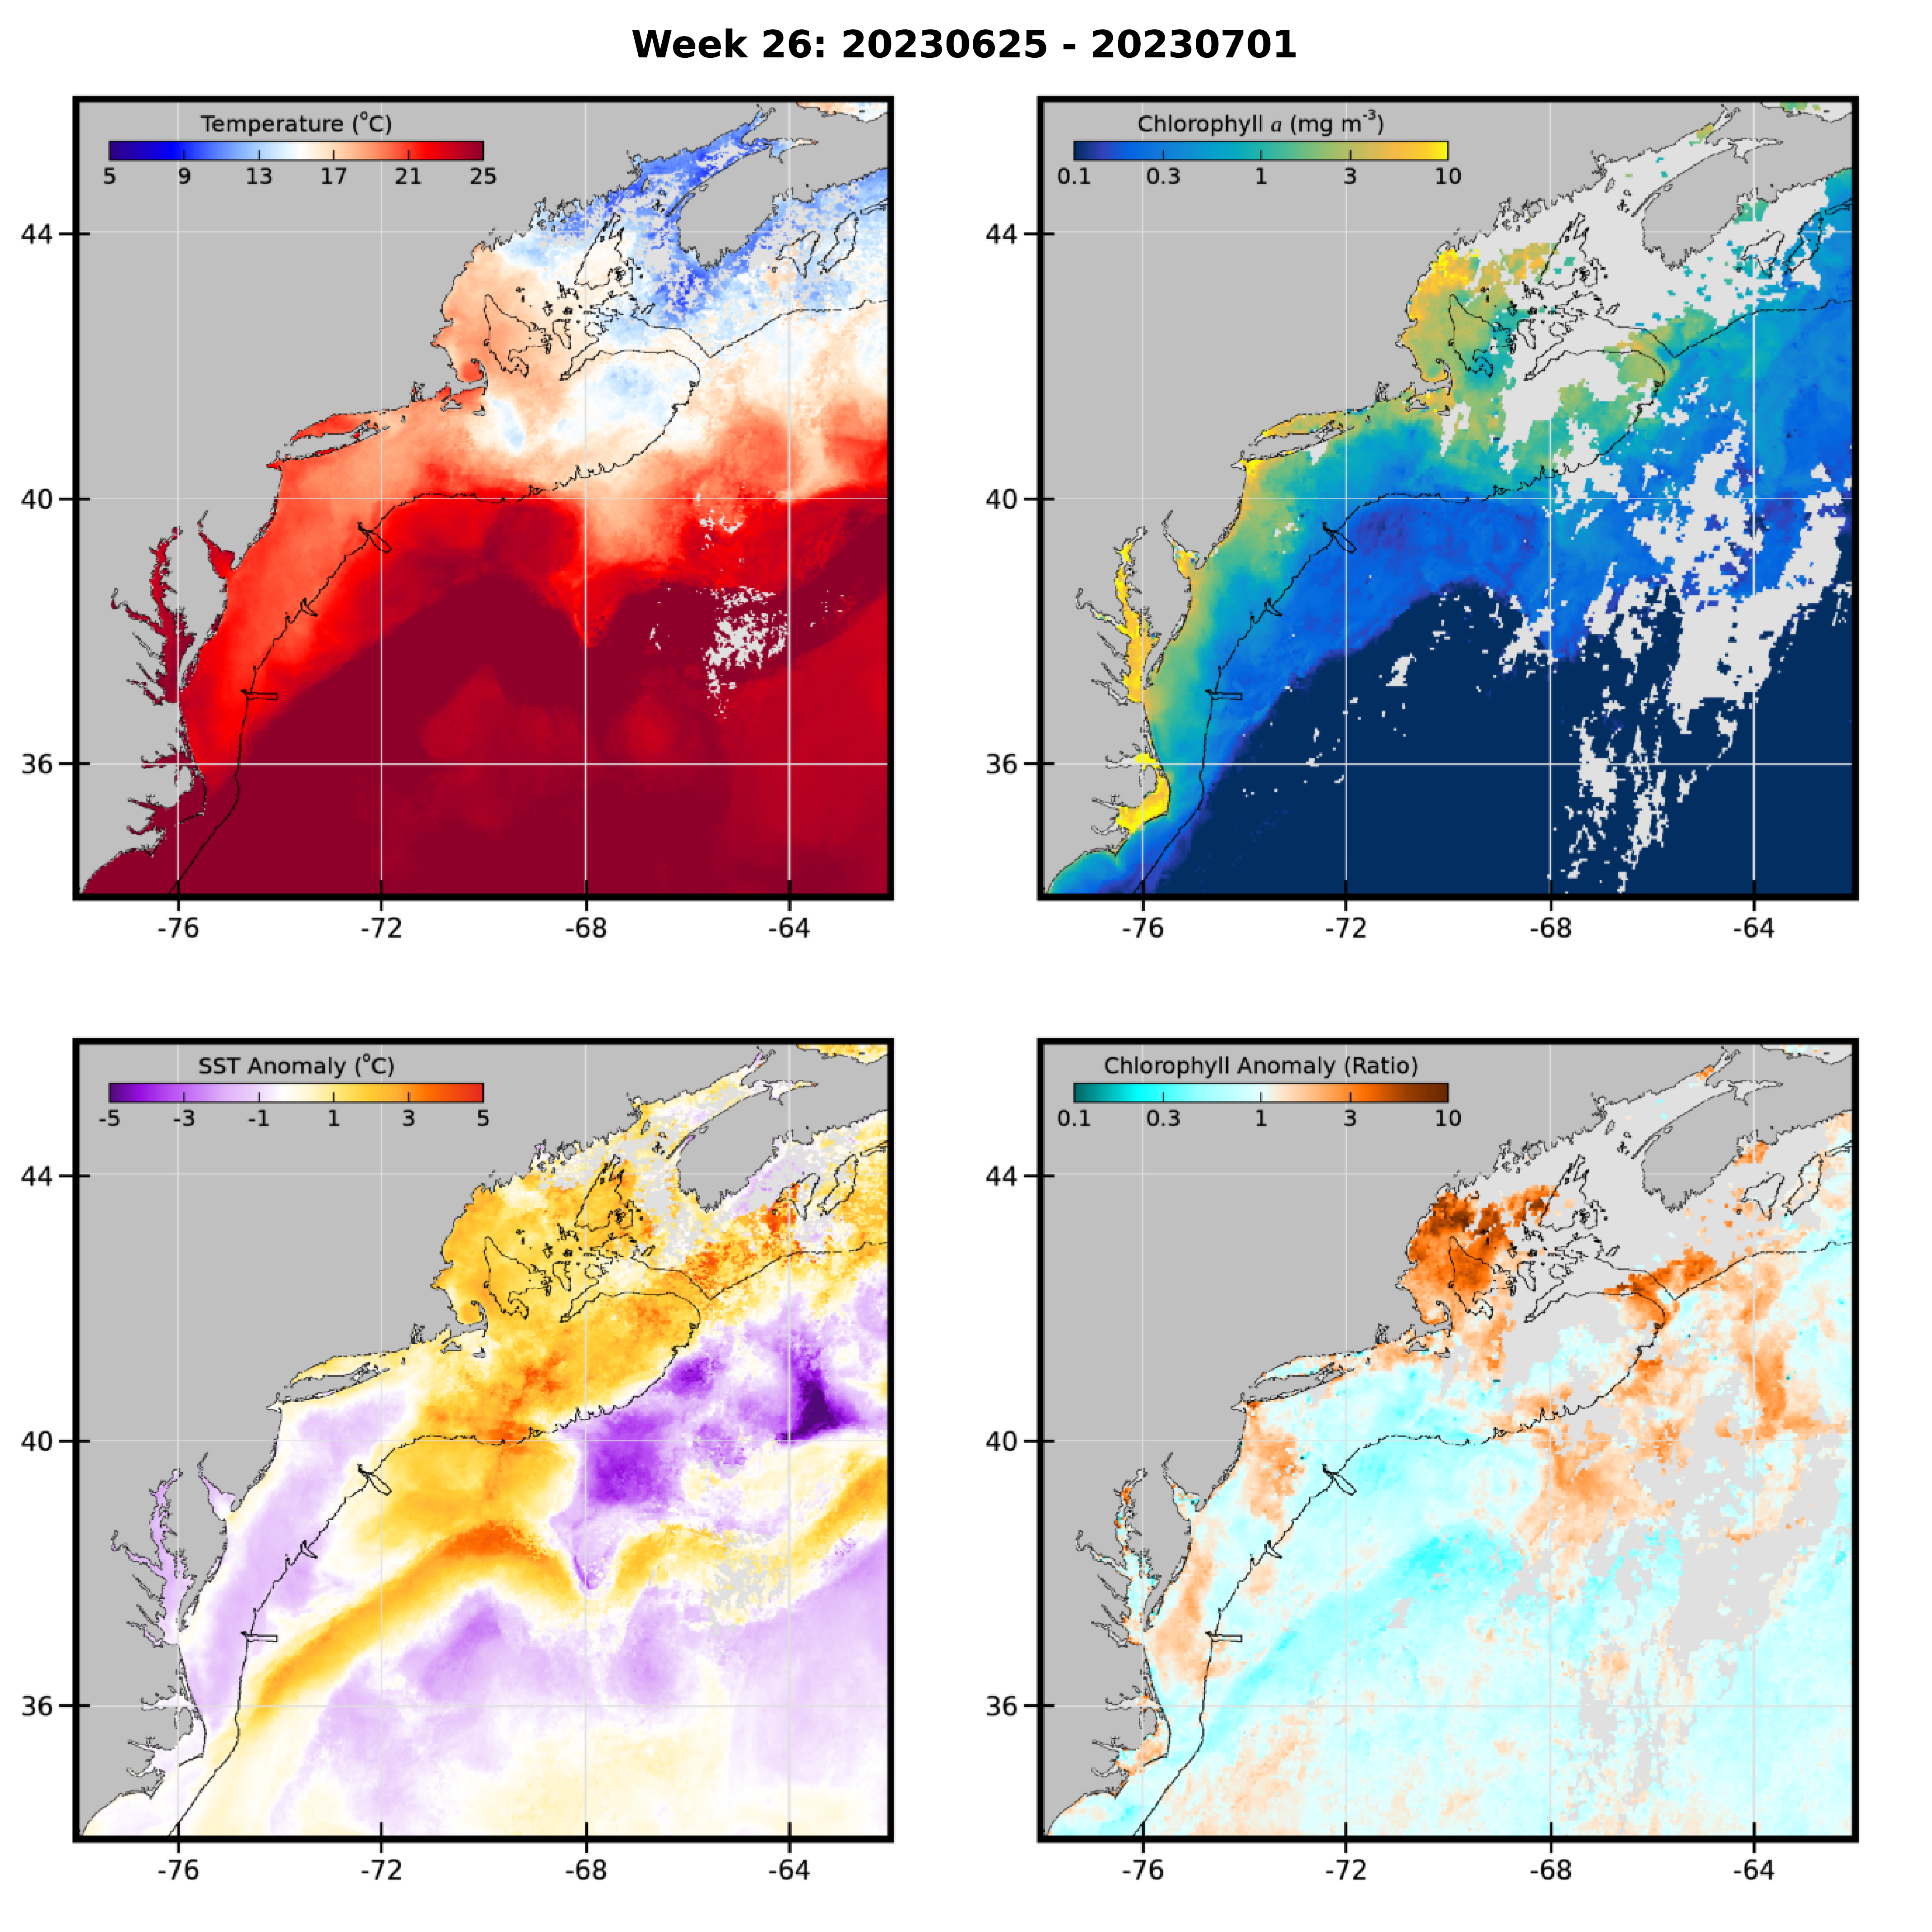 Week 26: 20230625 - 20230701
Temperature (°C)
5 9 13 17 21 25
44
40
36
-76 -72 -68 -64
Chlorophyll a (mg m-3)
0.1 0.3 1 3 10
44
40
36
-76 -72 -68 -64
SST Anomaly (°C)
-5 -3 -1 1 3 5
44
40
36
-76 -72 -68 -64
Chlorophyll Anomaly (Ratio)
0.1 0.3 1 3 10
44
40
36
-76 -72 -68 -64